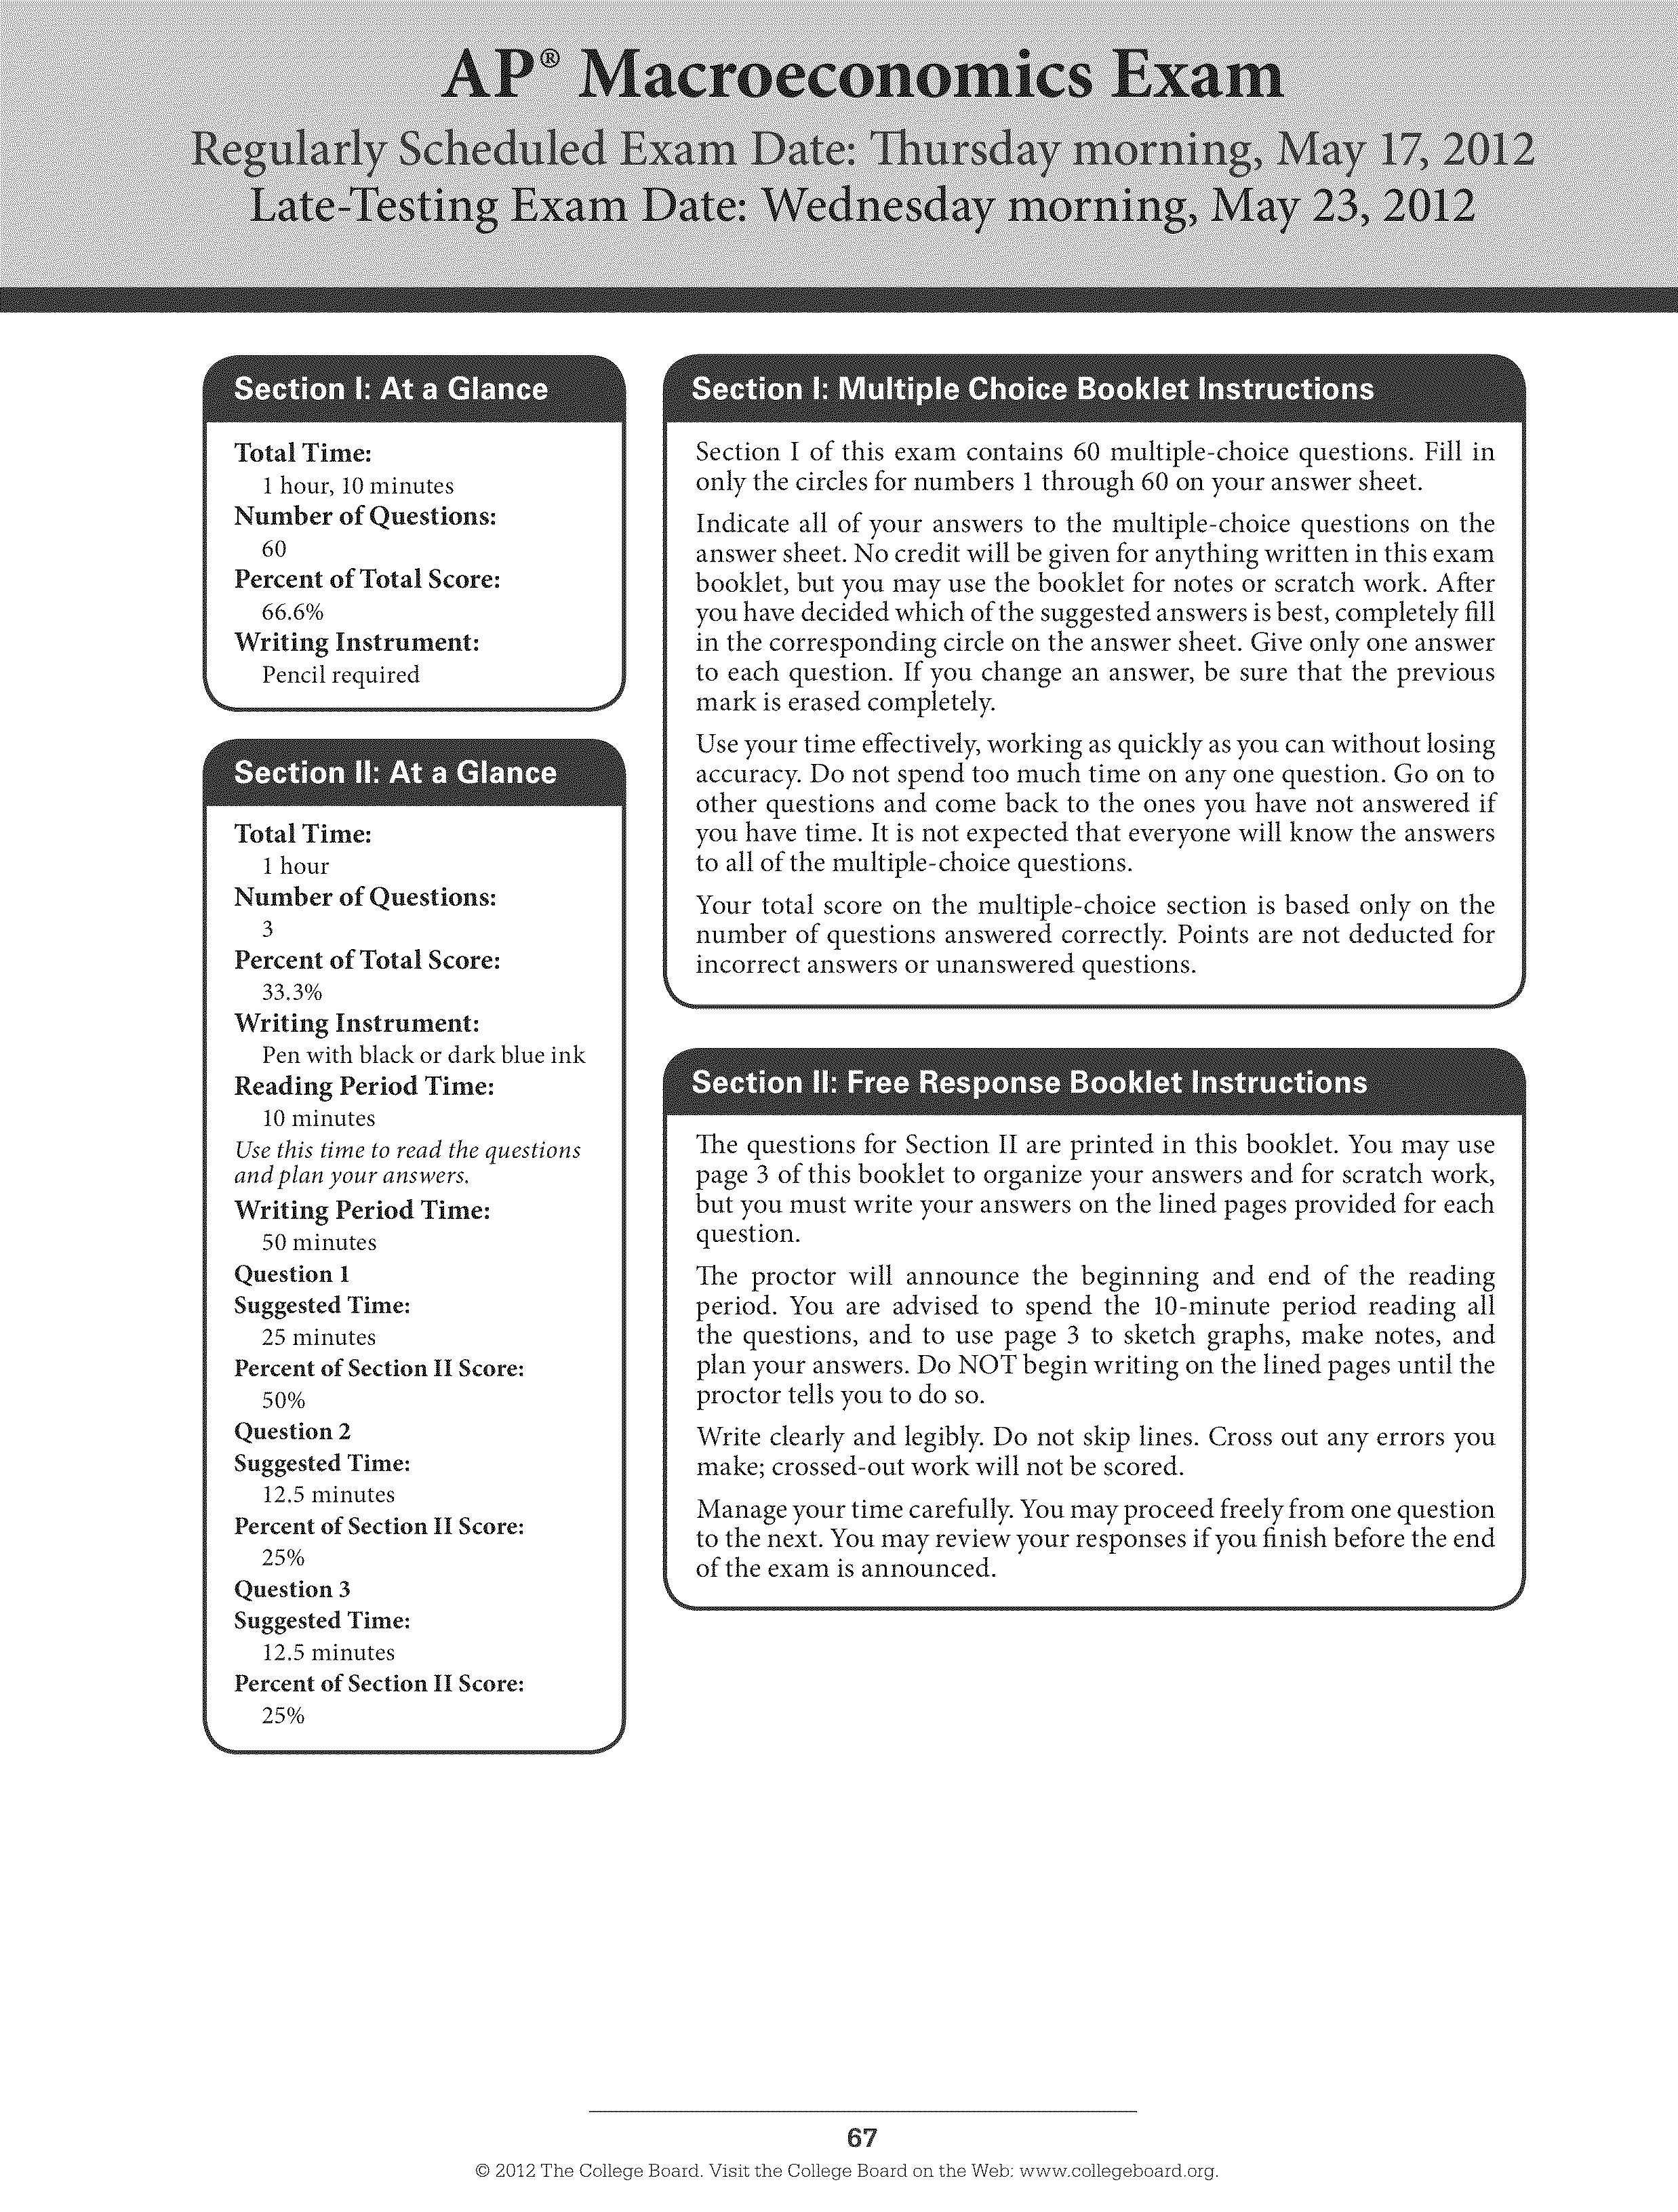 AP® Macroeconomics Exam
Regularly Scheduled Exam Date: Thursday morning, May 17, 2012
Late-Testing Exam Date: Wednesday morning, May 23, 2012
Section I: At a Glance
Total Time:
1 hour, 10 minutes
Number of Questions:
60
Percent of Total Score:
66.6%
Writing Instrument:
Pencil required
Section II: At a Glance
Total Time:
1 hour
Number of Questions:
3
Percent of Total Score:
33.3%
Writing Instrument:
Pen with black or dark blue ink
Reading Period Time:
10 minutes
Use this time to read the questions
and plan your answers.
Writing Period Time:
50 minutes
Question 1
Suggested Time:
25 minutes
Percent of Section II Score:
50%
Question 2
Suggested Time:
12.5 minutes
Percent of Section II Score:
25%
Question 3
Suggested Time:
12.5 minutes
Percent of Section II Score:
25%
Section I: Multiple Choice Booklet Instructions
Section I of this exam contains 60 multiple-choice questions. Fill in
only the circles for numbers 1 through 60 on your answer sheet.
Indicate all of your answers to the multiple-choice questions on the
answer sheet. No credit will be given for anything written in this exam
booklet, but you may use the booklet for notes or scratch work. After
you have decided which of the suggested answers is best, completely fill
in the corresponding circle on the answer sheet. Give only one answer
to each question. If you change an answer, be sure that the previous
mark is erased completely.
Use your time effectively, working as quickly as you can without losing
accuracy. Do not spend too much time on any one question. Go on to
other questions and come back to the ones you have not answered if
you have time. It is not expected that everyone will know the answers
to all of the multiple-choice questions.
Your total score on the multiple-choice section is based only on the
number of questions answered correctly. Points are not deducted for
incorrect answers or unanswered questions.
Section II: Free Response Booklet Instructions
The questions for Section II are printed in this booklet. You may use
page 3 of this booklet to organize your answers and for scratch work,
but you must write your answers on the lined pages provided for each
question.
The proctor will announce the beginning and end of the reading
period. You are advised to spend the 10-minute period reading all
the questions, and to use page 3 to sketch graphs, make notes, and
plan your answers. Do NOT begin writing on the lined pages until the
proctor tells you to do so.
Write clearly and legibly. Do not skip lines. Cross out any errors you
make; crossed-out work will not be scored.
Manage your time carefully. You may proceed freely from one question
to the next. You may review your responses if you finish before the end
of the exam is announced.
67
© 2012 The College Board. Visit the College Board on the Web: www.collegeboard.org.